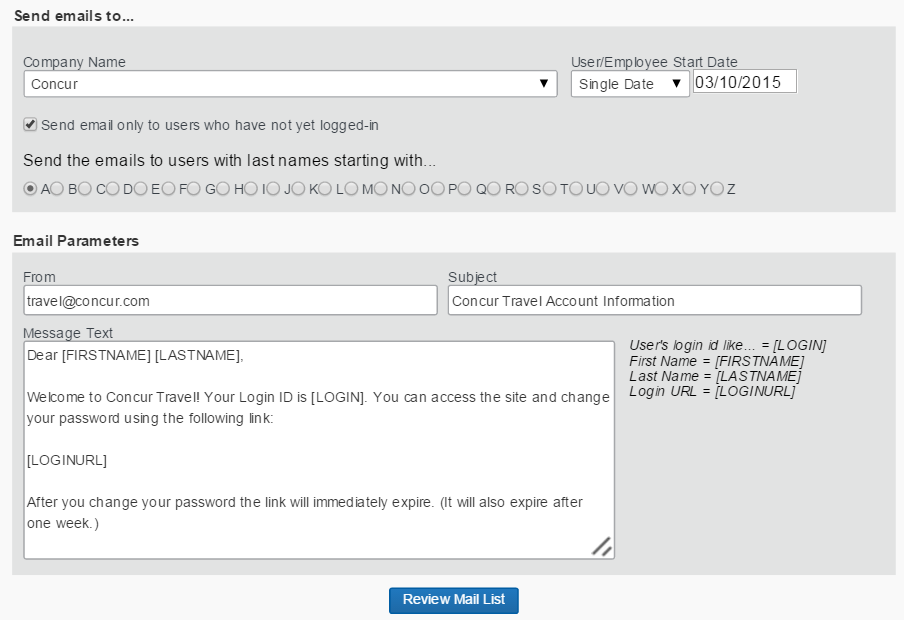 Send emails to...
Company Name User/Employee Start Date
Concur Single Date 03/10/2015
Send email only to users who have not yet logged-in
Send the emails to users with last names starting with...
A B C D E F G H I J K L M N O P Q R S T U V W X Y Z
Email Parameters
From Subject
travel@concur.com Concur Travel Account Information
Message Text
Dear [FIRSTNAME] [LASTNAME],
Welcome to Concur Travel! Your Login ID is [LOGIN]. You can access the site and change
your password using the following link:
[LOGINURL]
After you change your password the link will immediately expire. (It will also expire after
one week.)
User's login id like... = [LOGIN]
First Name = [FIRSTNAME]
Last Name = [LASTNAME]
Login URL = [LOGINURL]
Review Mail List